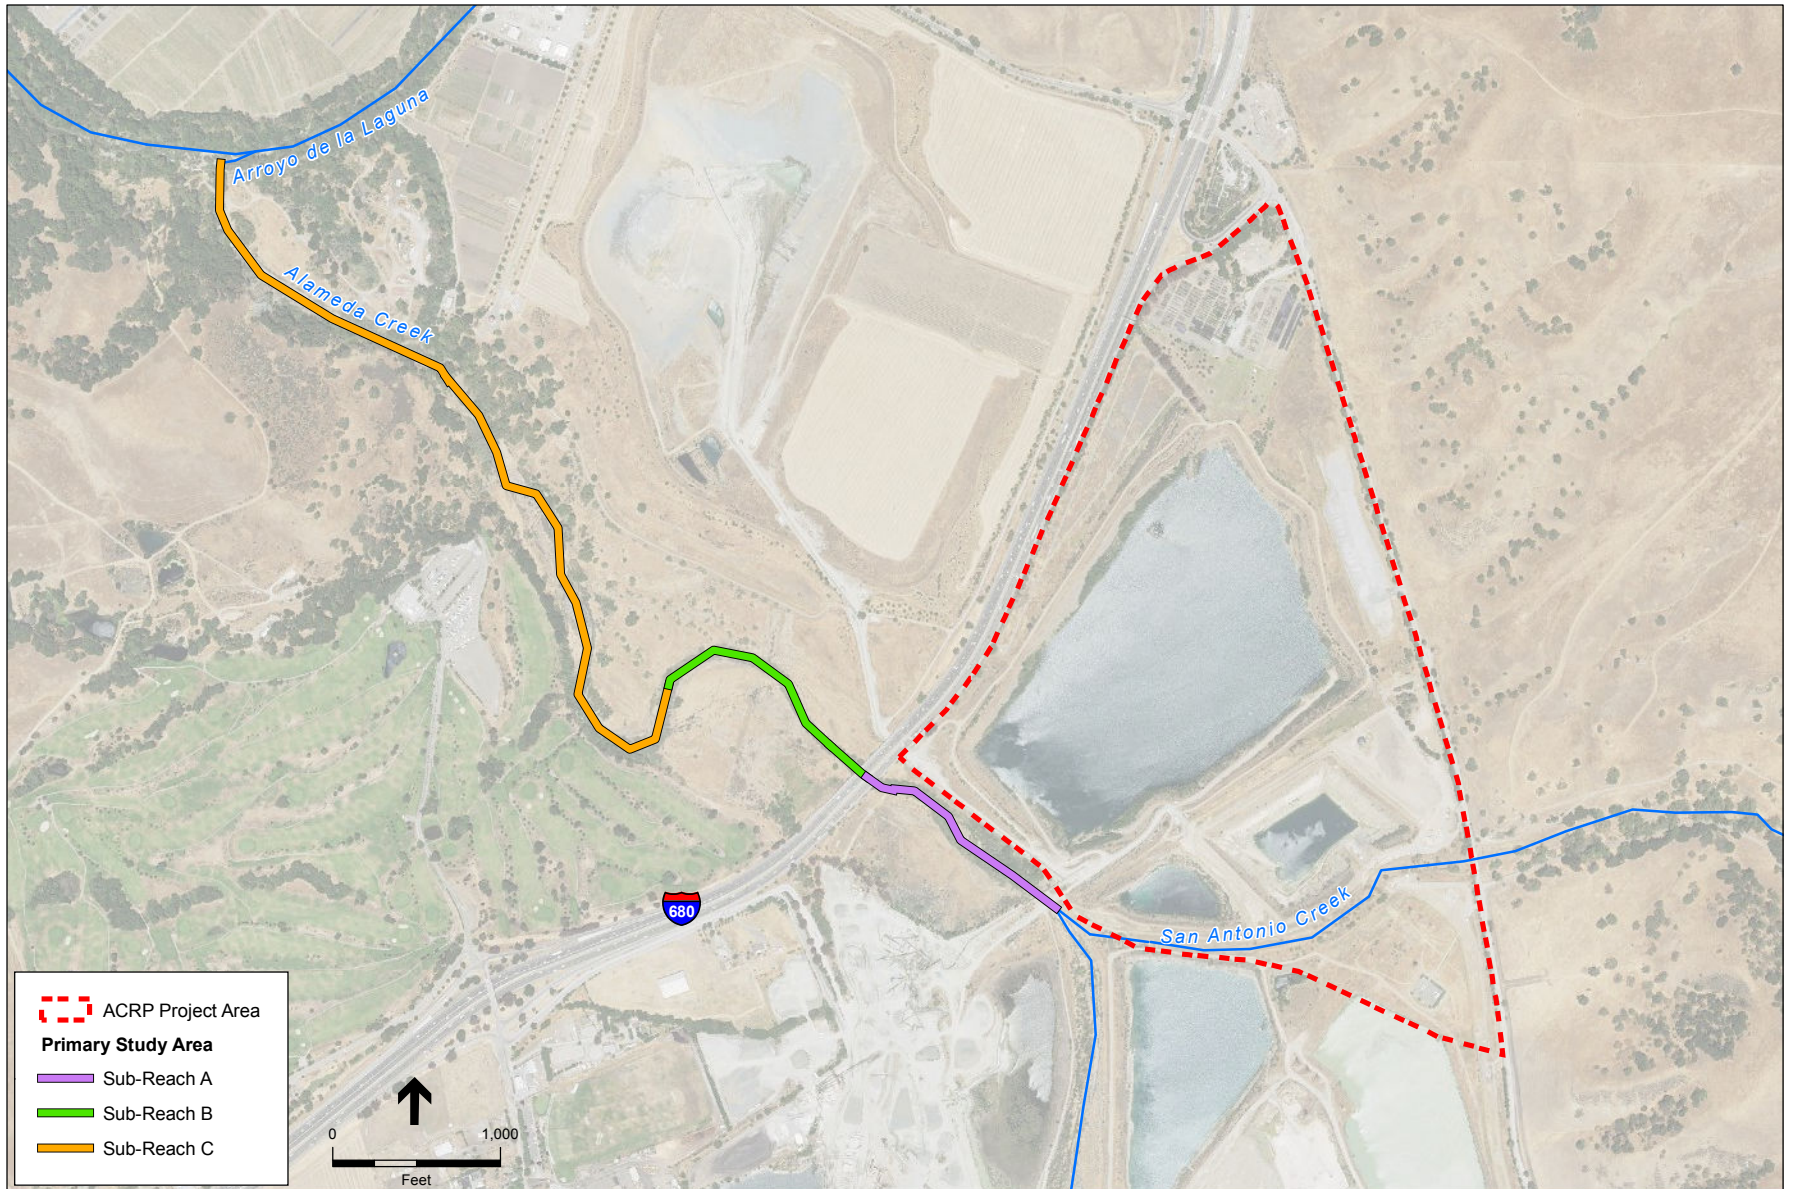 Arroyo de la Laguna
Alameda Creek
680
San Antonio Creek
ACRP Project Area
Primary Study Area
Sub-Reach A
Sub-Reach B
Sub-Reach C
0 1,000
Feet